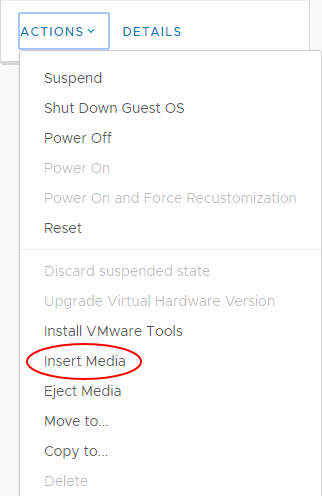 ACTIONS DETAILS
Suspend
Shut Down Guest OS
Power Off
Power On
Power On and Force Recustomization
Reset
Discard suspended state
Upgrade Virtual Hardware Version
Install VMware Tools
Insert Media
Eject Media
Move to...
Copy to...
Delete